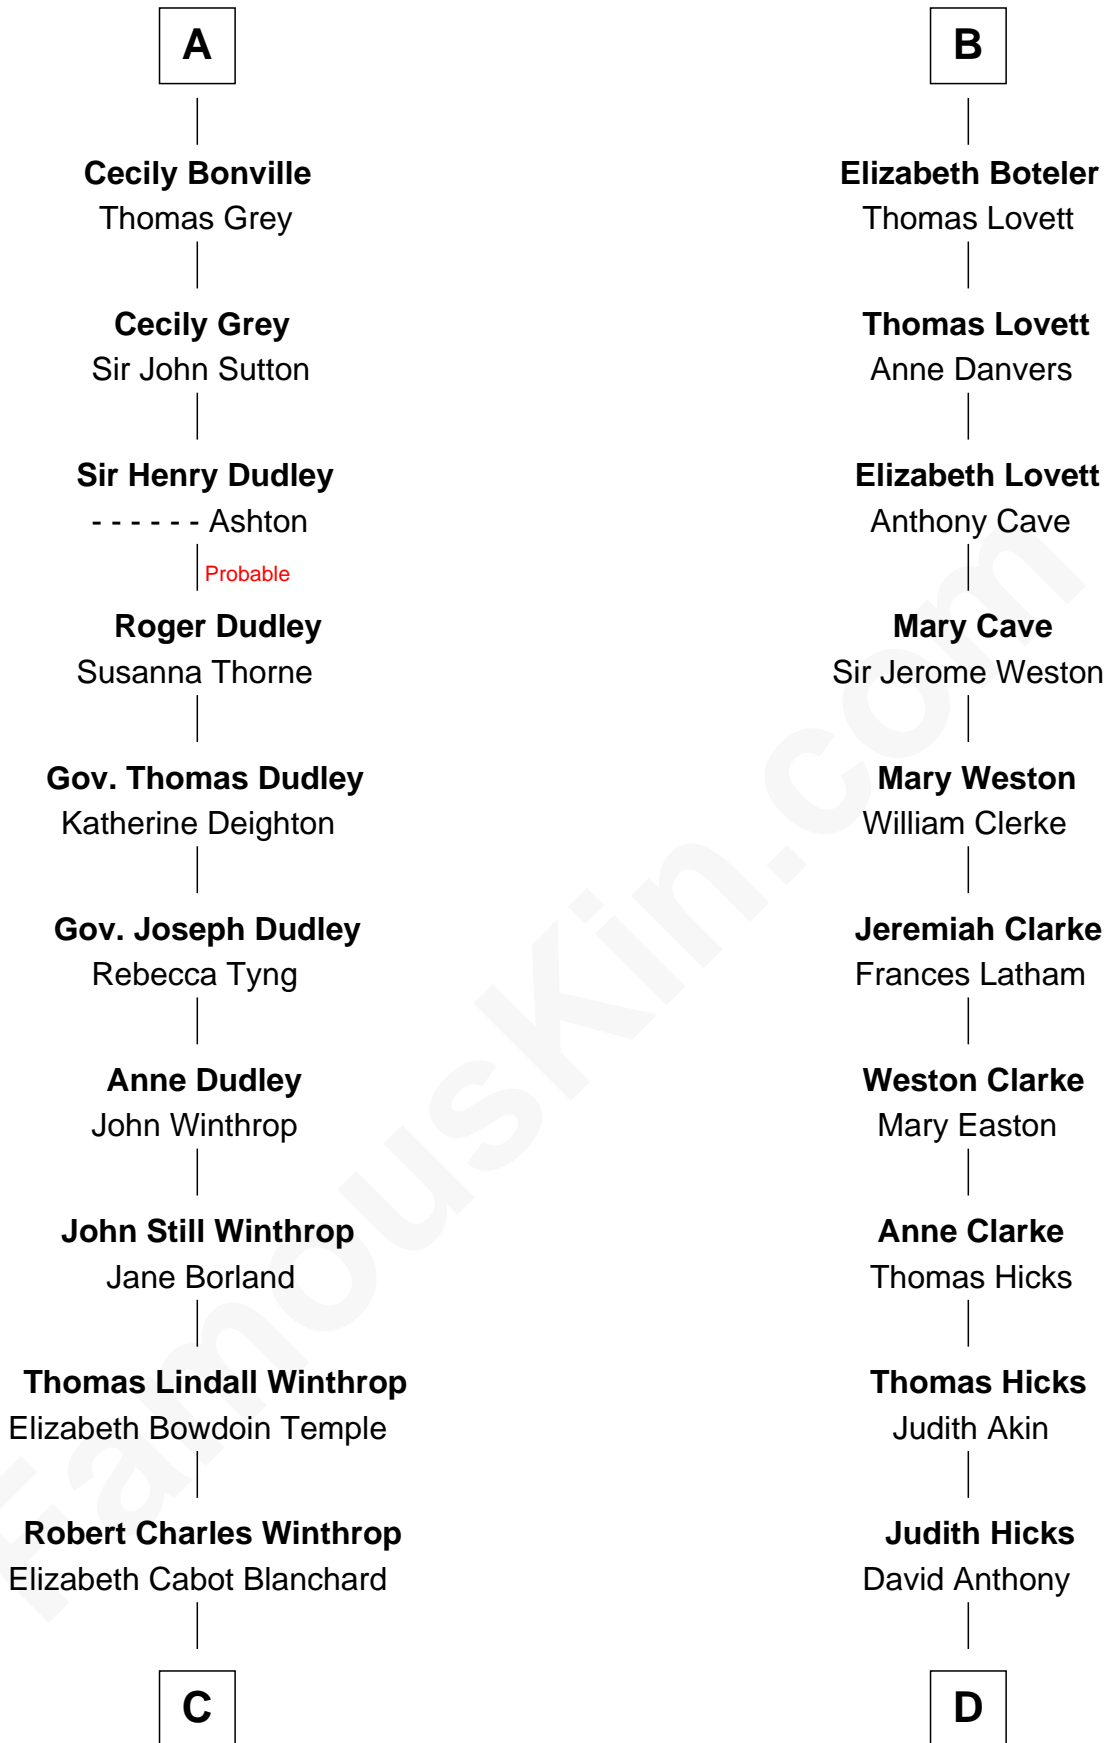 A
Cecily Bonville
Thomas Grey
Cecily Grey
Sir John Sutton
Sir Henry Dudley
- - - - - - Ashton
Probable
Roger Dudley
Susanna Thorne
Gov. Thomas Dudley
Katherine Deighton
Gov. Joseph Dudley
Rebecca Tyng
Anne Dudley
John Winthrop
John Still Winthrop
Jane Borland
Thomas Lindall Winthrop
Elizabeth Bowdoin Temple
Robert Charles Winthrop
Elizabeth Cabot Blanchard
C
B
Elizabeth Boteler
Thomas Lovett
Thomas Lovett
Anne Danvers
Elizabeth Lovett
Anthony Cave
Mary Cave
Sir Jerome Weston
Mary Weston
William Clerke
Jeremiah Clarke
Frances Latham
Weston Clarke
Mary Easton
Anne Clarke
Thomas Hicks
Thomas Hicks
Judith Akin
Judith Hicks
David Anthony
D
FamousKin.com